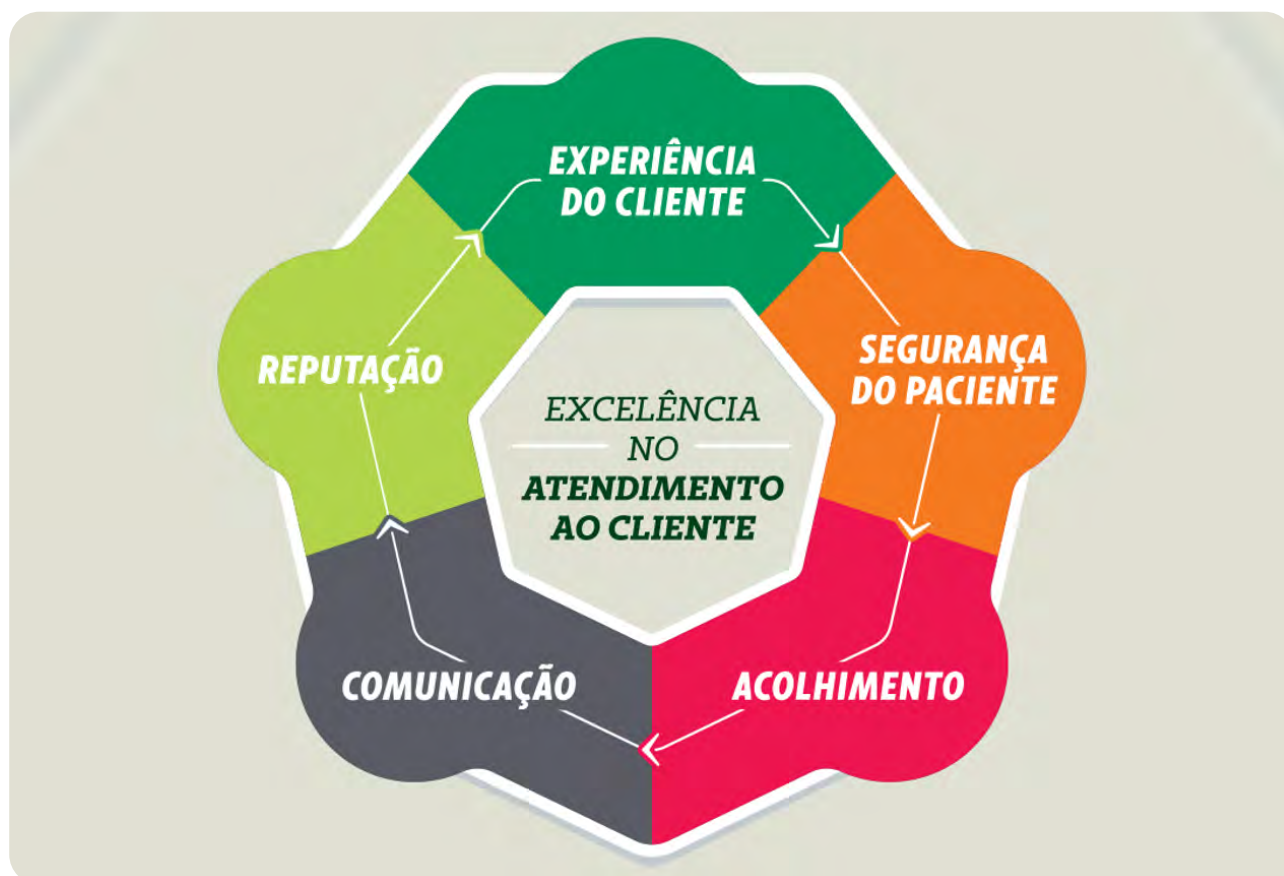 EXPERIÊNCIA
DO CLIENTE
SEGURANÇA
DO PACIENTE
ACOLHIMENTO
COMUNICAÇÃO
REPUTAÇÃO
EXCELÊNCIA
NO
ATENDIMENTO
AO CLIENTE